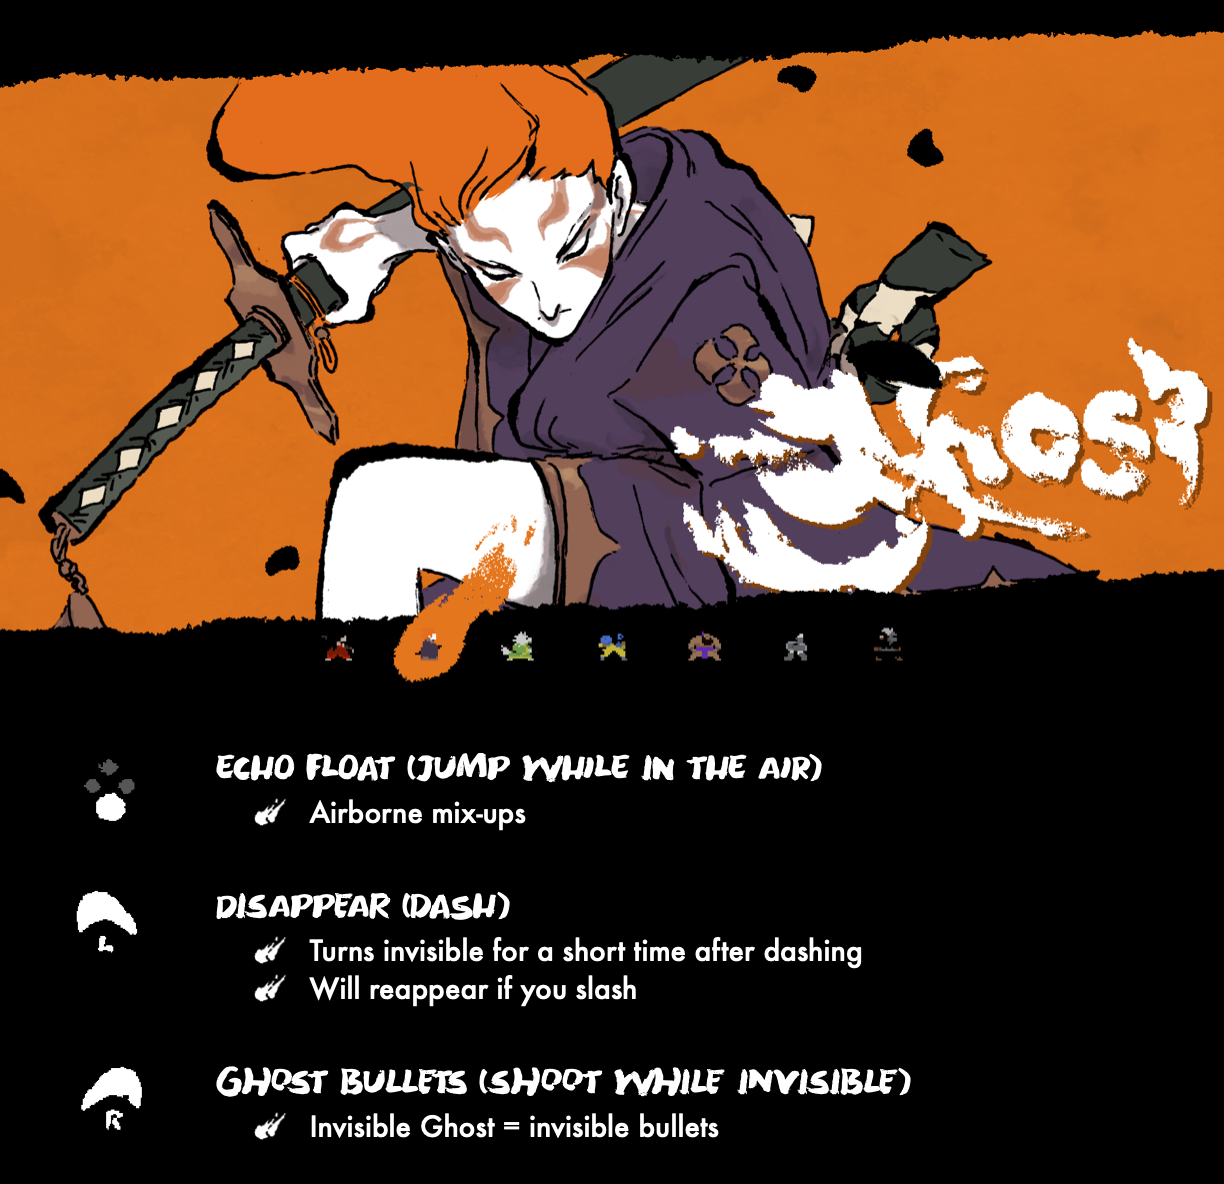 Ghost
ECHO FLOAT (JUMP WHILE IN THE AIR)
Airborne mix-ups
DISAPPEAR (DASH)
L
Turns invisible for a short time after dashing
Will reappear if you slash
GHOST BULLETS (SHOOT WHILE INVISIBLE)
R
Invisible Ghost = invisible bullets